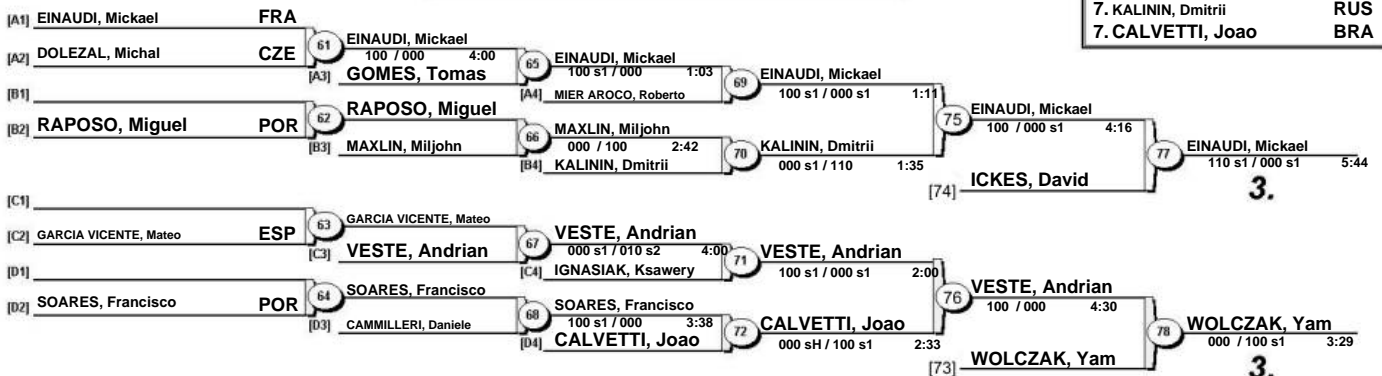 7. KALININ, Dmitrii RUS
7. CALVETTI, Joao BRA
[A1] EINAUDI, Mickael FRA
[A2] DOLEZAL, Michal CZE
61
EINAUDI, Mickael
100 / 000 4:00
[A3] GOMES, Tomas
65
EINAUDI, Mickael
100 s1 / 000 1:03
[A4] MIER AROCO, Roberto
69
EINAUDI, Mickael
100 s1 / 000 s1 1:11
[B1]
[B2] RAPOSO, Miguel POR
62
RAPOSO, Miguel
[B3] MAXLIN, Miljohn
66
MAXLIN, Miljohn
000 / 100 2:42
[B4] KALININ, Dmitrii
70
KALININ, Dmitrii
000 s1 / 110 1:35
75
EINAUDI, Mickael
100 / 000 s1 4:16
[74] ICKES, David
77
EINAUDI, Mickael
110 s1 / 000 s1 5:44
3.
[C1]
[C2] GARCIA VICENTE, Mateo ESP
63
GARCIA VICENTE, Mateo
[C3] VESTE, Andrian
67
VESTE, Andrian
000 s1 / 010 s2 4:00
[C4] IGNASIAK, Ksawery
71
VESTE, Andrian
100 s1 / 000 s1 2:00
[D1]
[D2] SOARES, Francisco POR
64
SOARES, Francisco
[D3] CAMMILLERI, Daniele
68
SOARES, Francisco
100 s1 / 000 3:38
[D4] CALVETTI, Joao
72
CALVETTI, Joao
000 sH / 100 s1 2:33
76
VESTE, Andrian
100 / 000 4:30
[73] WOLCZAK, Yam
78
WOLCZAK, Yam
000 / 100 s1 3:29
3.